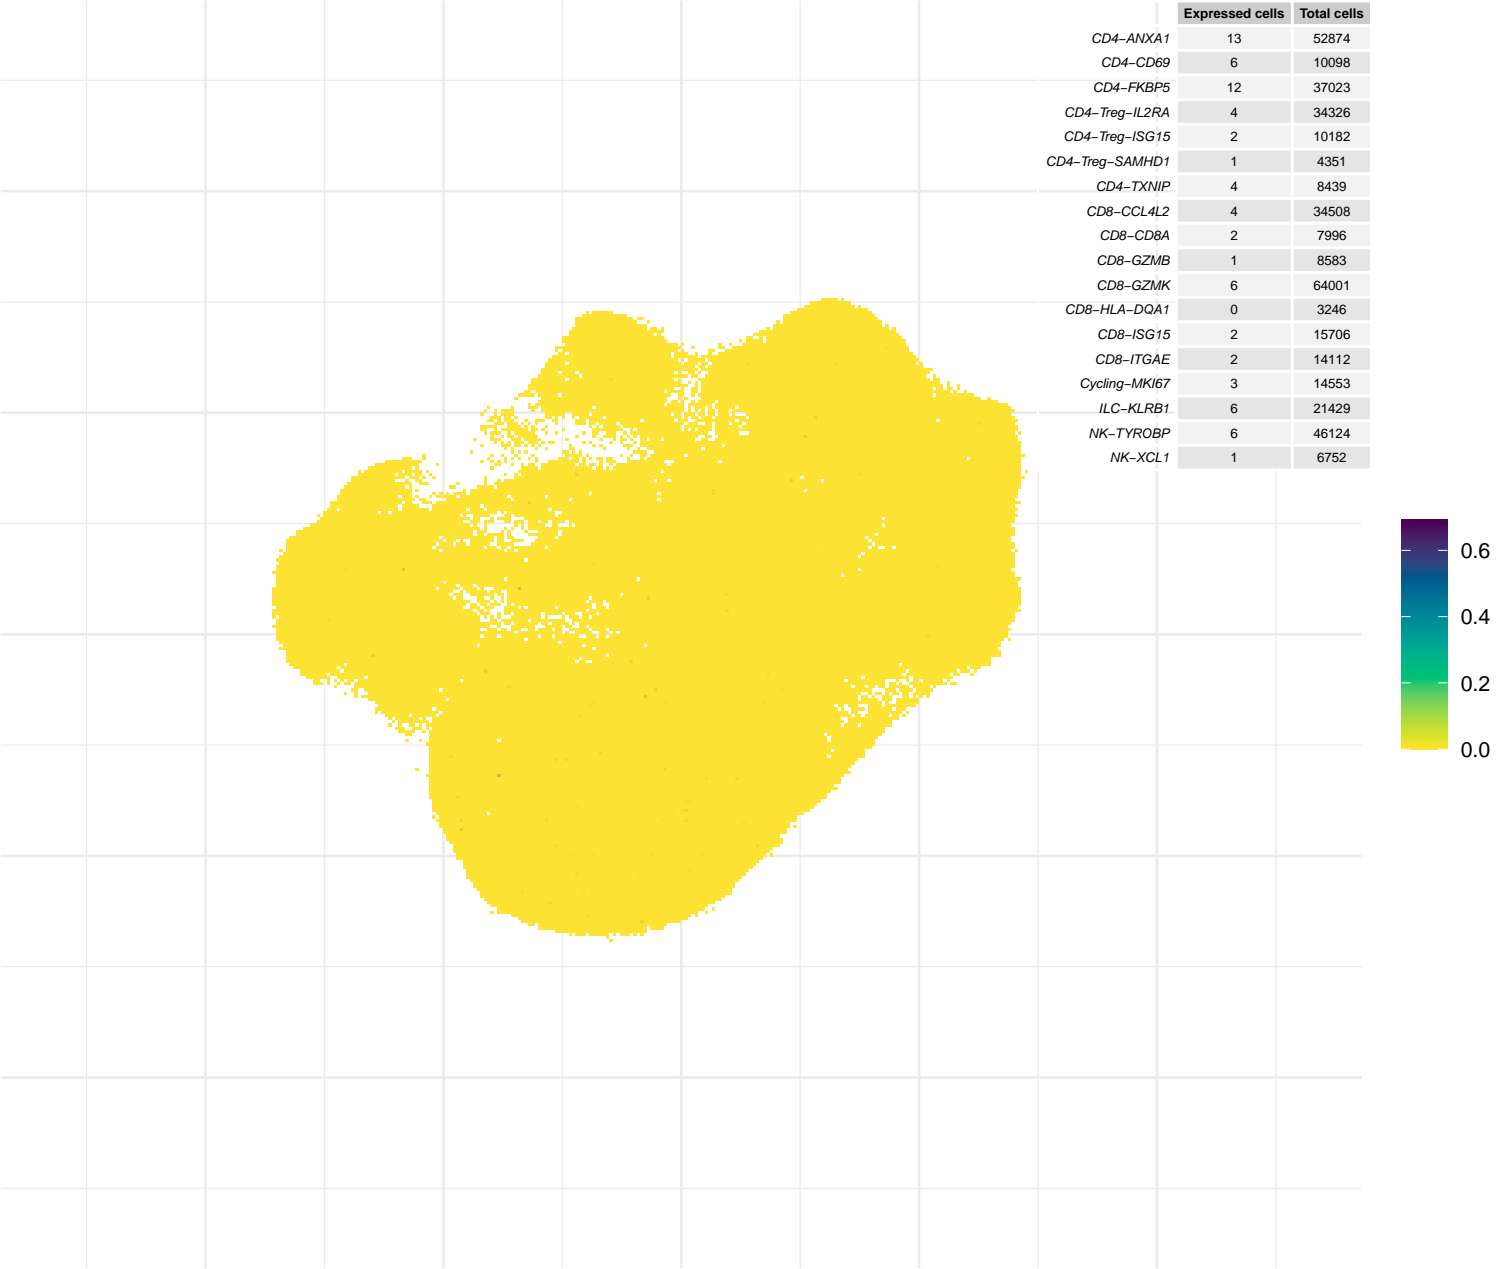 Expressed cells Total cells
CD4−ANXA1 13 52874
CD4−CD69 6 10098
CD4−FKBP5 12 37023
CD4−Treg−IL2RA 4 34326
CD4−Treg−ISG15 2 10182
CD4−Treg−SAMHD1 1 4351
CD4−TXNIP 4 8439
CD8−CCL4L2 4 34508
CD8−CD8A 2 7996
CD8−GZMB 1 8583
CD8−GZMK 6 64001
CD8−HLA−DQA1 0 3246
CD8−ISG15 2 15706
CD8−ITGAE 2 14112
Cycling−MKI67 3 14553
ILC−KLRB1 6 21429
NK−TYROBP 6 46124
NK−XCL1 1 6752
0.6
0.4
0.2
0.0